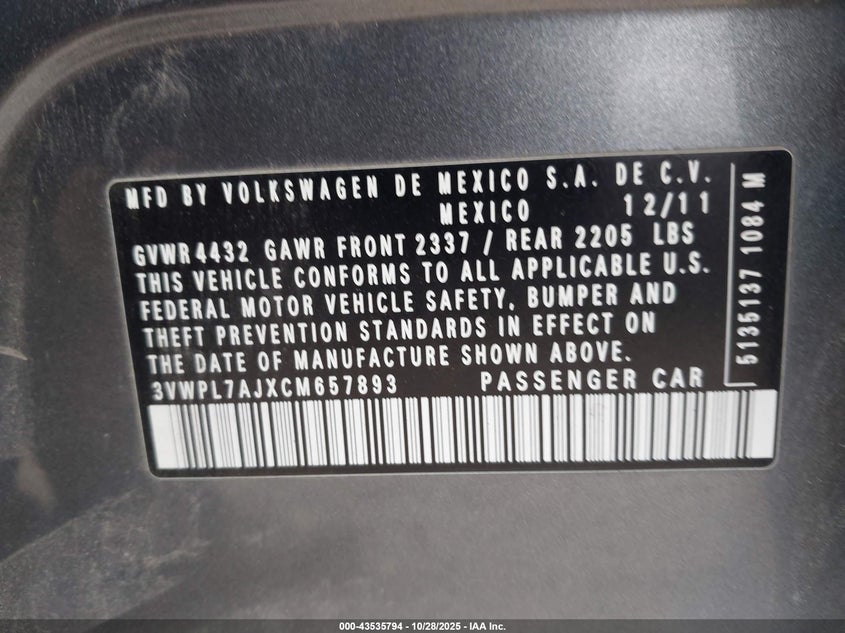 MFD BY VOLKSWAGEN DE MEXICO S.A. DE C.V.
MEXICO 12/11
GVWR 4432 GAWR FRONT 2337 / REAR 2205 LBS
THIS VEHICLE CONFORMS TO ALL APPLICABLE U.S.
FEDERAL MOTOR VEHICLE SAFETY, BUMPER AND
THEFT PREVENTION STANDARDS IN EFFECT ON
THE DATE OF MANUFACTURE SHOWN ABOVE.
3VWPL7AJXCM657893 PASSENGER CAR
5135137 1084 M
000-43535794 | 10/28/2025 - IAA Inc.